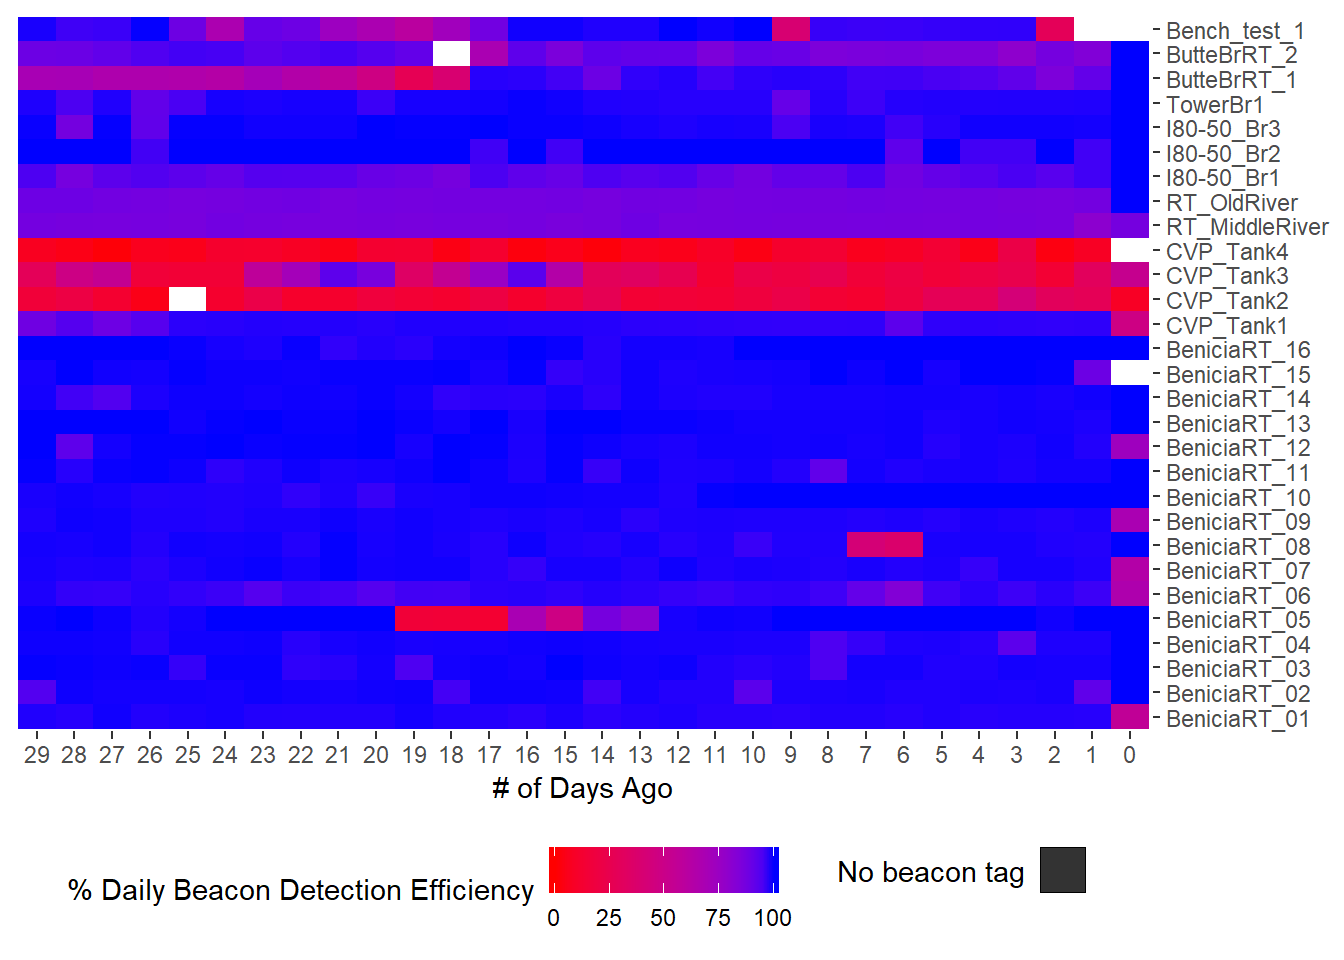 Bench_test_1
ButteBrRT_2
ButteBrRT_1
TowerBr1
I80-50_Br3
I80-50_Br2
I80-50_Br1
RT_OldRiver
RT_MiddleRiver
CVP_Tank4
CVP_Tank3
CVP_Tank2
CVP_Tank1
BeniciaRT_16
BeniciaRT_15
BeniciaRT_14
BeniciaRT_13
BeniciaRT_12
BeniciaRT_11
BeniciaRT_10
BeniciaRT_09
BeniciaRT_08
BeniciaRT_07
BeniciaRT_06
BeniciaRT_05
BeniciaRT_04
BeniciaRT_03
BeniciaRT_02
BeniciaRT_01
29 28 27 26 25 24 23 22 21 20 19 18 17 16 15 14 13 12 11 10 9 8 7 6 5 4 3 2 1 0
# of Days Ago
% Daily Beacon Detection Efficiency
0 25 50 75 100
No beacon tag